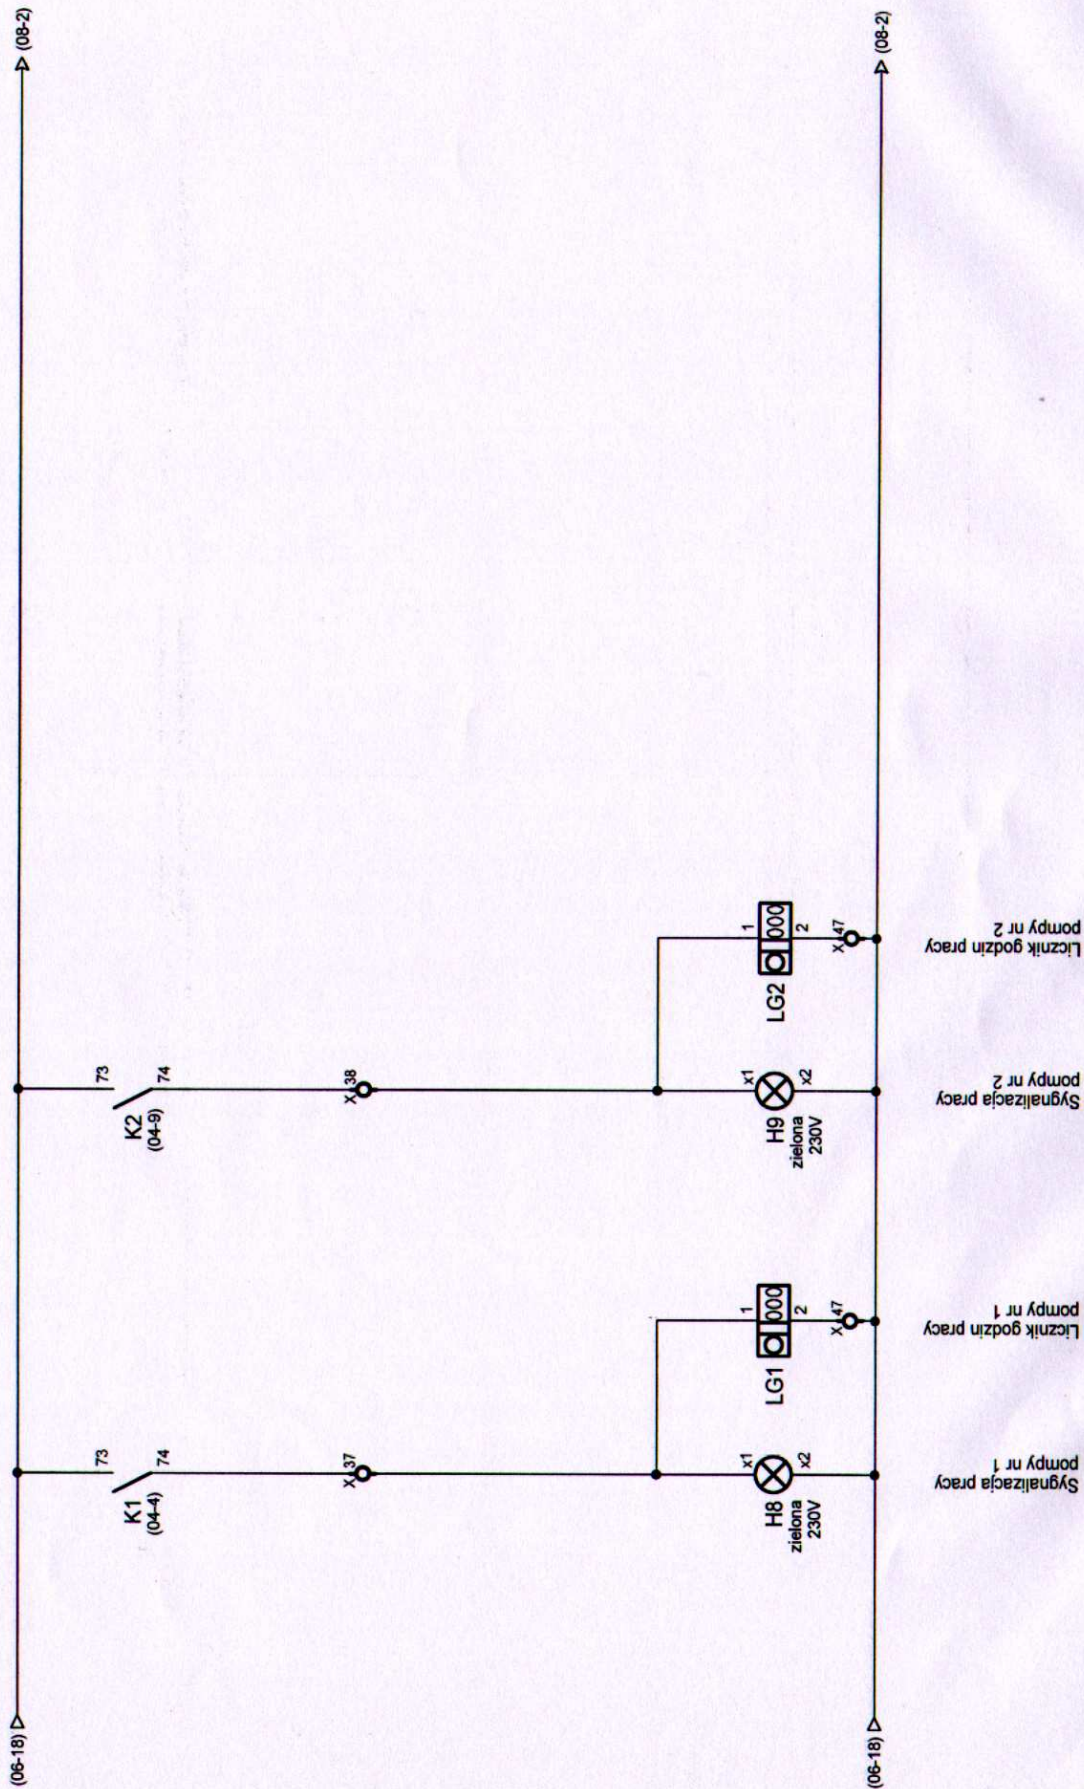 (06-18)
(08-2)
73
K1
(04-4)
74
73
K2
(04-9)
74
X 37
X 38
x1
H8
zielona
230V
x2
1
000
LG1
2
X 47
x1
H9
zielona
230V
x2
1
000
LG2
2
X 47
(06-18)
(08-2)
Sygnalizacja pracy
pompy nr 1
Licznik godzin pracy
pompy nr 1
Sygnalizacja pracy
pompy nr 2
Licznik godzin pracy
pompy nr 2